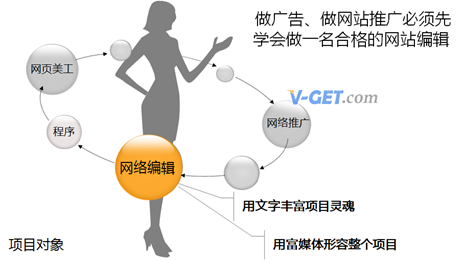 做广告、做网站推广必须先
学会做一名合格的网站编辑
网页美工
V-GET.com
网络推广
程序
网络编辑
用文字丰富项目灵魂
项目对象
用富媒体形容整个项目